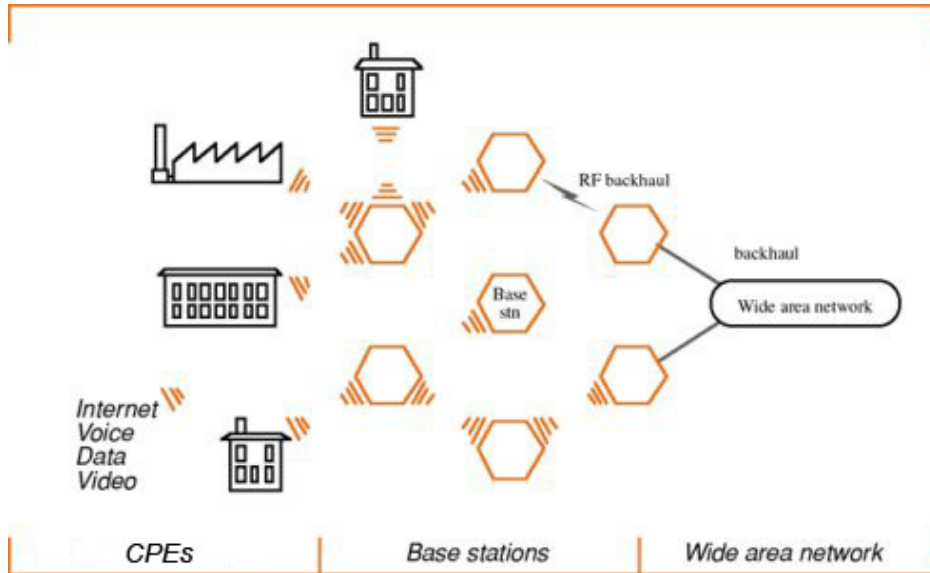 RF backhaul
backhaul
Base
stn
Wide area network
Internet
Voice
Data
Video
CPEs
Base stations
Wide area network